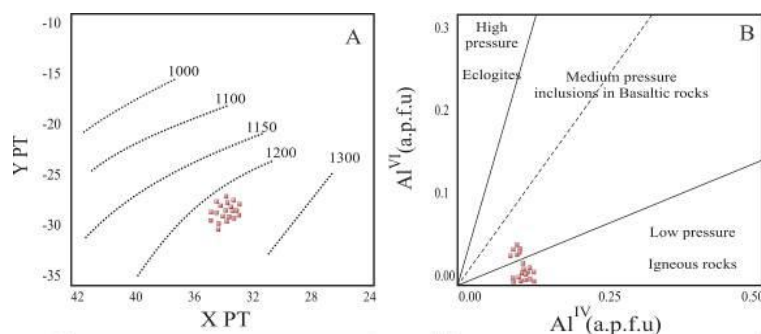 A
-10
-15
-20
-25
-30
-35
Y PT
1000
1100
1150
1200
1300
42
40
36
32
28
24
X PT
B
0.3
0.2
0.1
0.00
Al^VI(a.p.f.u)
High
pressure
Eclogites
Medium pressure
inclusions in Basaltic rocks
Low pressure
Igneous rocks
0.00
0.25
0.50
Al^IV(a.p.f.u)